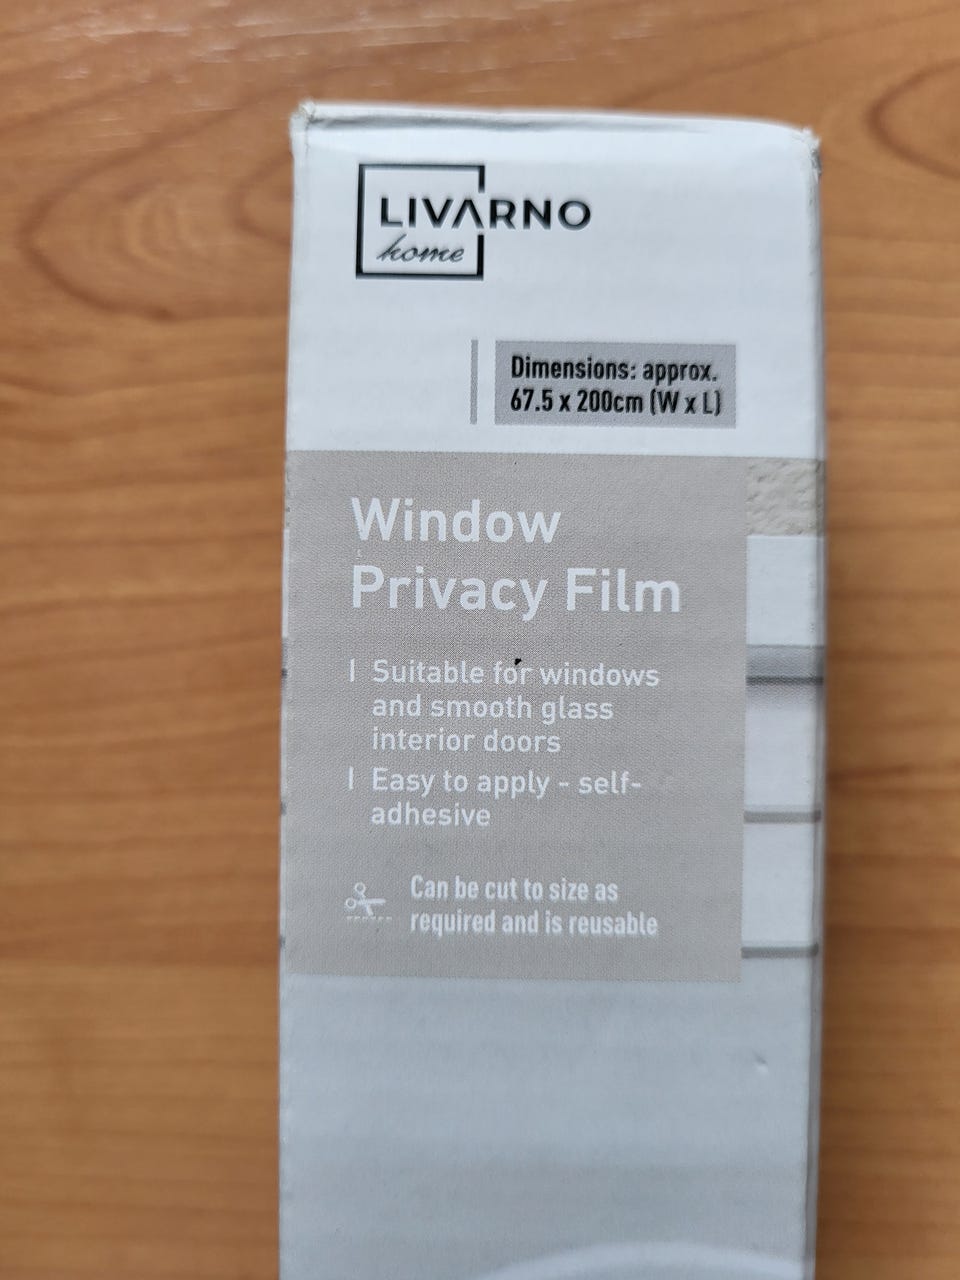 LIVARNO
home
Dimensions: approx.
67.5 x 200cm (W x L)
Window
Privacy Film
| Suitable for windows
and smooth glass
interior doors
| Easy to apply - self-
adhesive
Can be cut to size as
required and is reusable